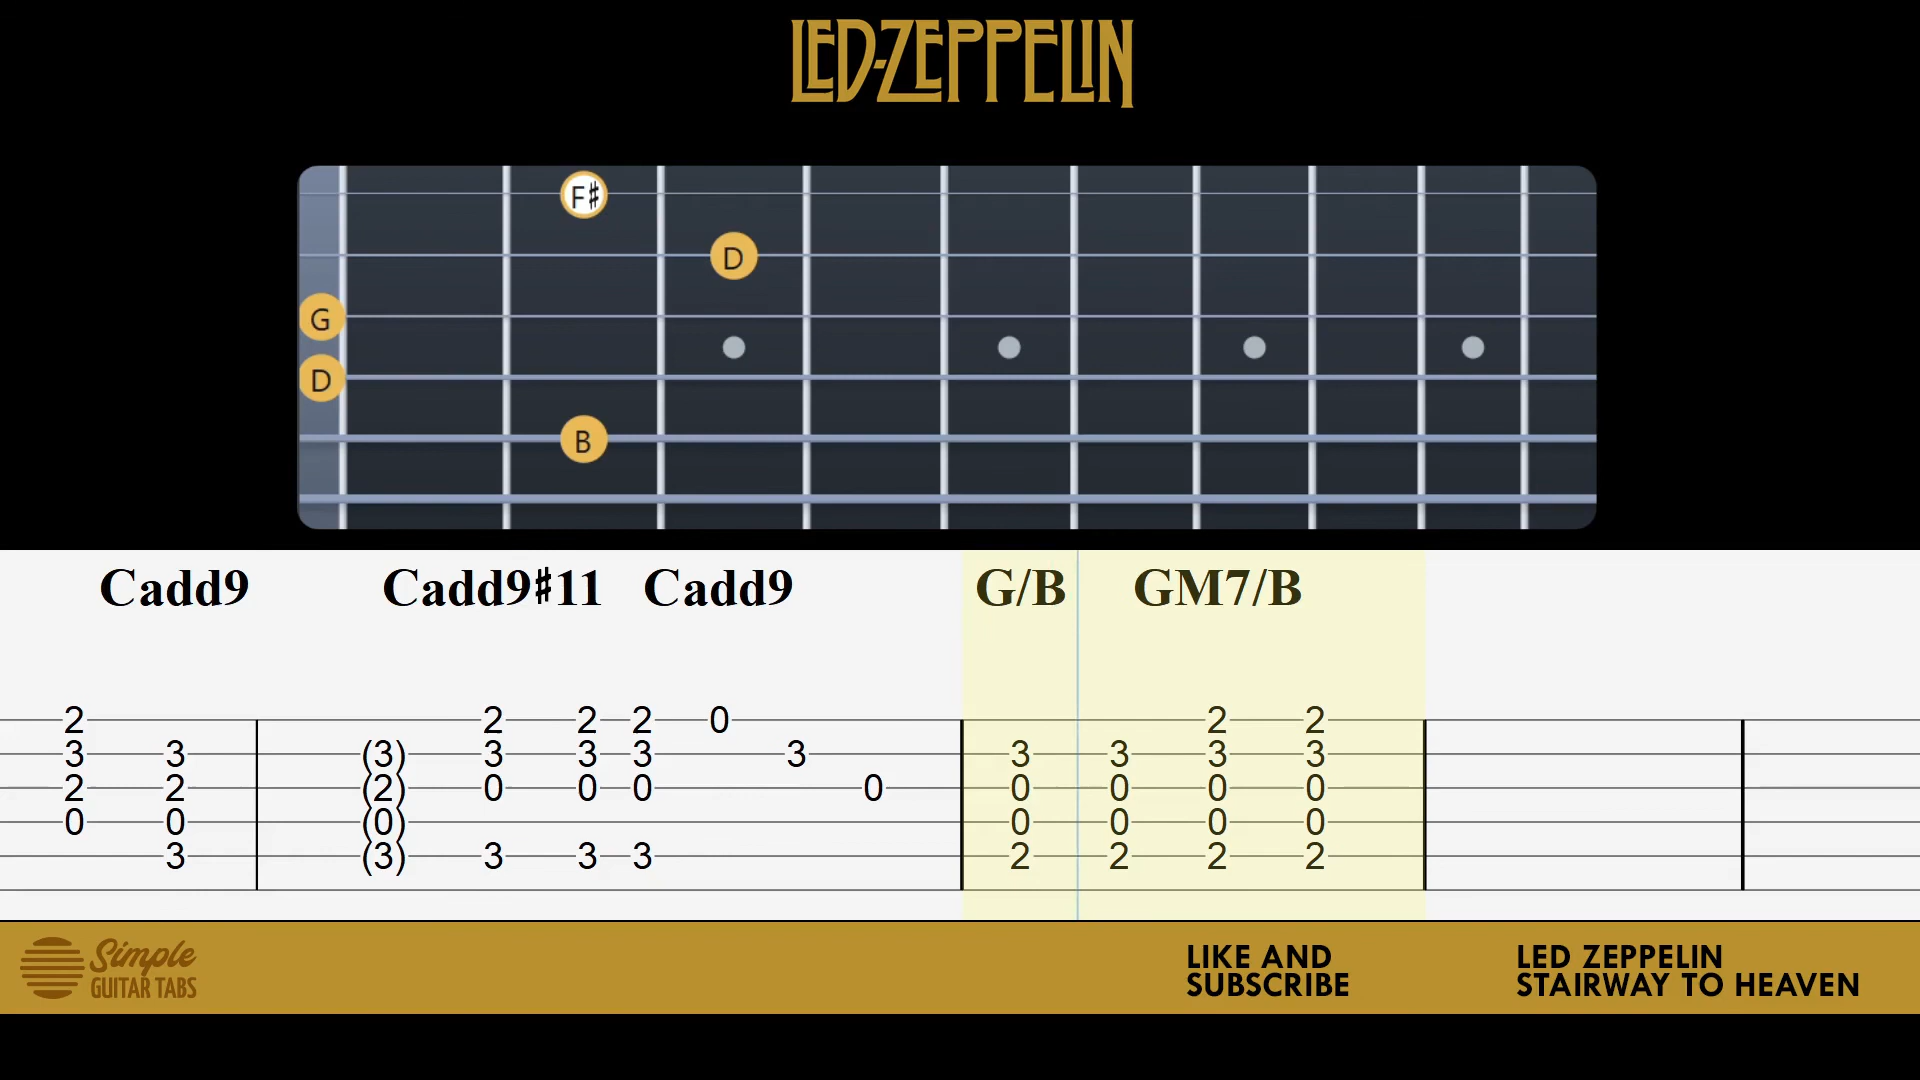 LED-ZEPPELIN
F♯
D
G
D
B
Cadd9 Cadd9♯11 Cadd9 G/B GM7/B
2 2 2 2 0 2 2
3 3 (3) 3 3 3 3 3 3 3 3
2 2 (2) 0 0 0 0 0 0 0 0
0 0 (0) 0 0 0 0
3 (3) 3 3 3 2 2 2 2
Simple
GUITAR TABS
LIKE AND
SUBSCRIBE
LED ZEPPELIN
STAIRWAY TO HEAVEN